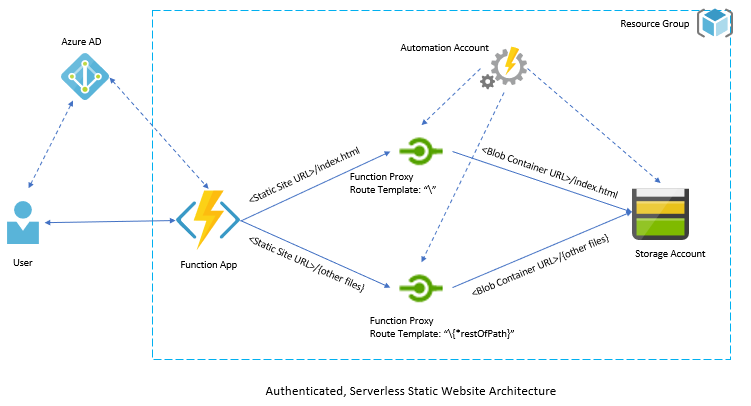 Resource Group
Azure AD
Automation Account
<Static Site URL>/index.html
<Blob Container URL>/index.html
Function Proxy
Route Template: “\”
User
Function App
<Static Site URL>/{other files}
<Blob Container URL>/{other files}
Storage Account
Function Proxy
Route Template: “\{*restOfPath}”
Authenticated, Serverless Static Website Architecture